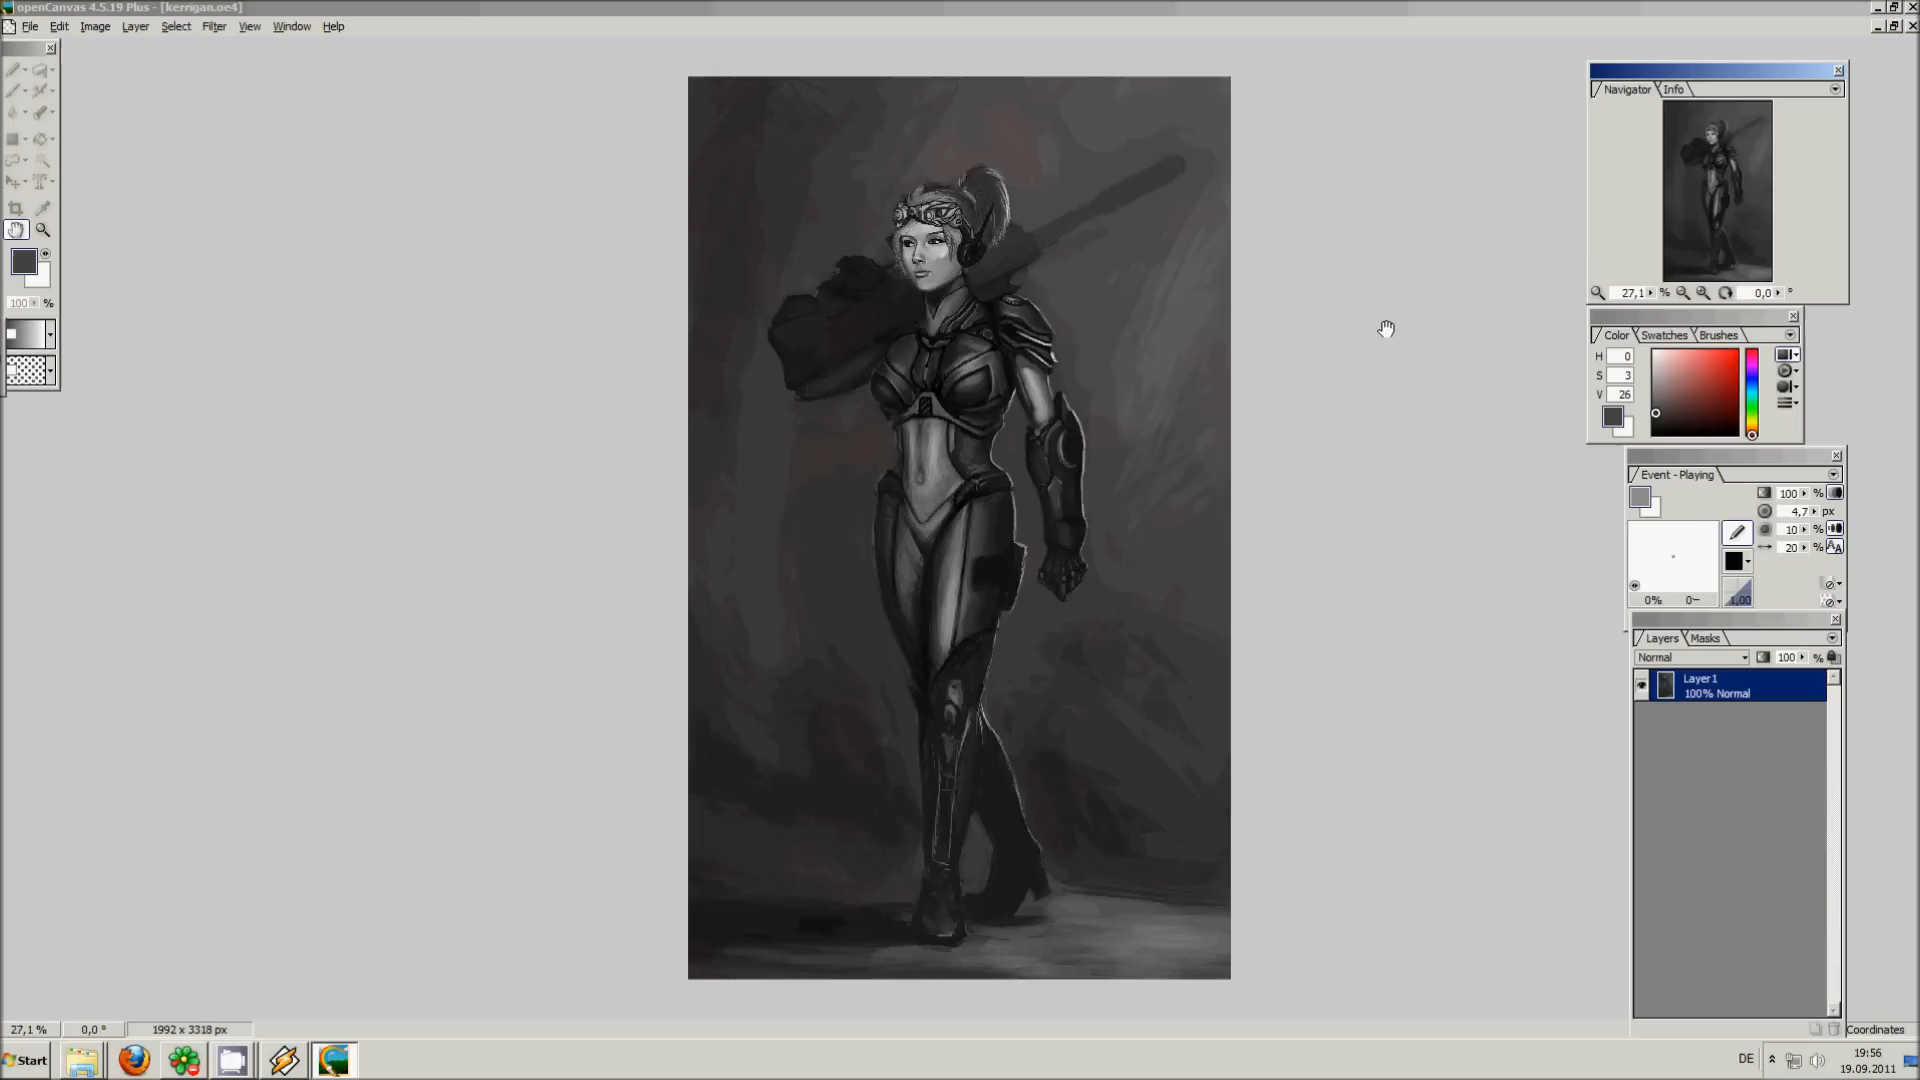 openCanvas 4.5.19 Plus - [kerrigan.oe4]
File Edit Image Layer Select Filter View Window Help
100 %
Navigator Info
27,1 % 0,0 °
Color Swatches Brushes
H 0
S 3
V 26
Event - Playing
100 %
4,7 px
10 %
20 %
0% 0
1,00
Layers Masks
Normal 100 %
Layer1
100% Normal
27,1 % 0,0 ° 1992 x 3318 px
Coordinates
Start
DE
19:56
19.09.2011